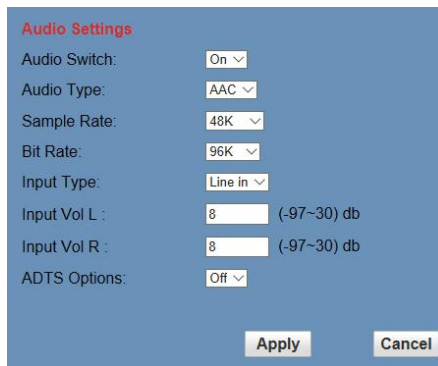 Audio Settings
Audio Switch: On
Audio Type: AAC
Sample Rate: 48K
Bit Rate: 96K
Input Type: Line in
Input Vol L : 8 (-97~30) db
Input Vol R : 8 (-97~30) db
ADTS Options: Off
Apply Cancel